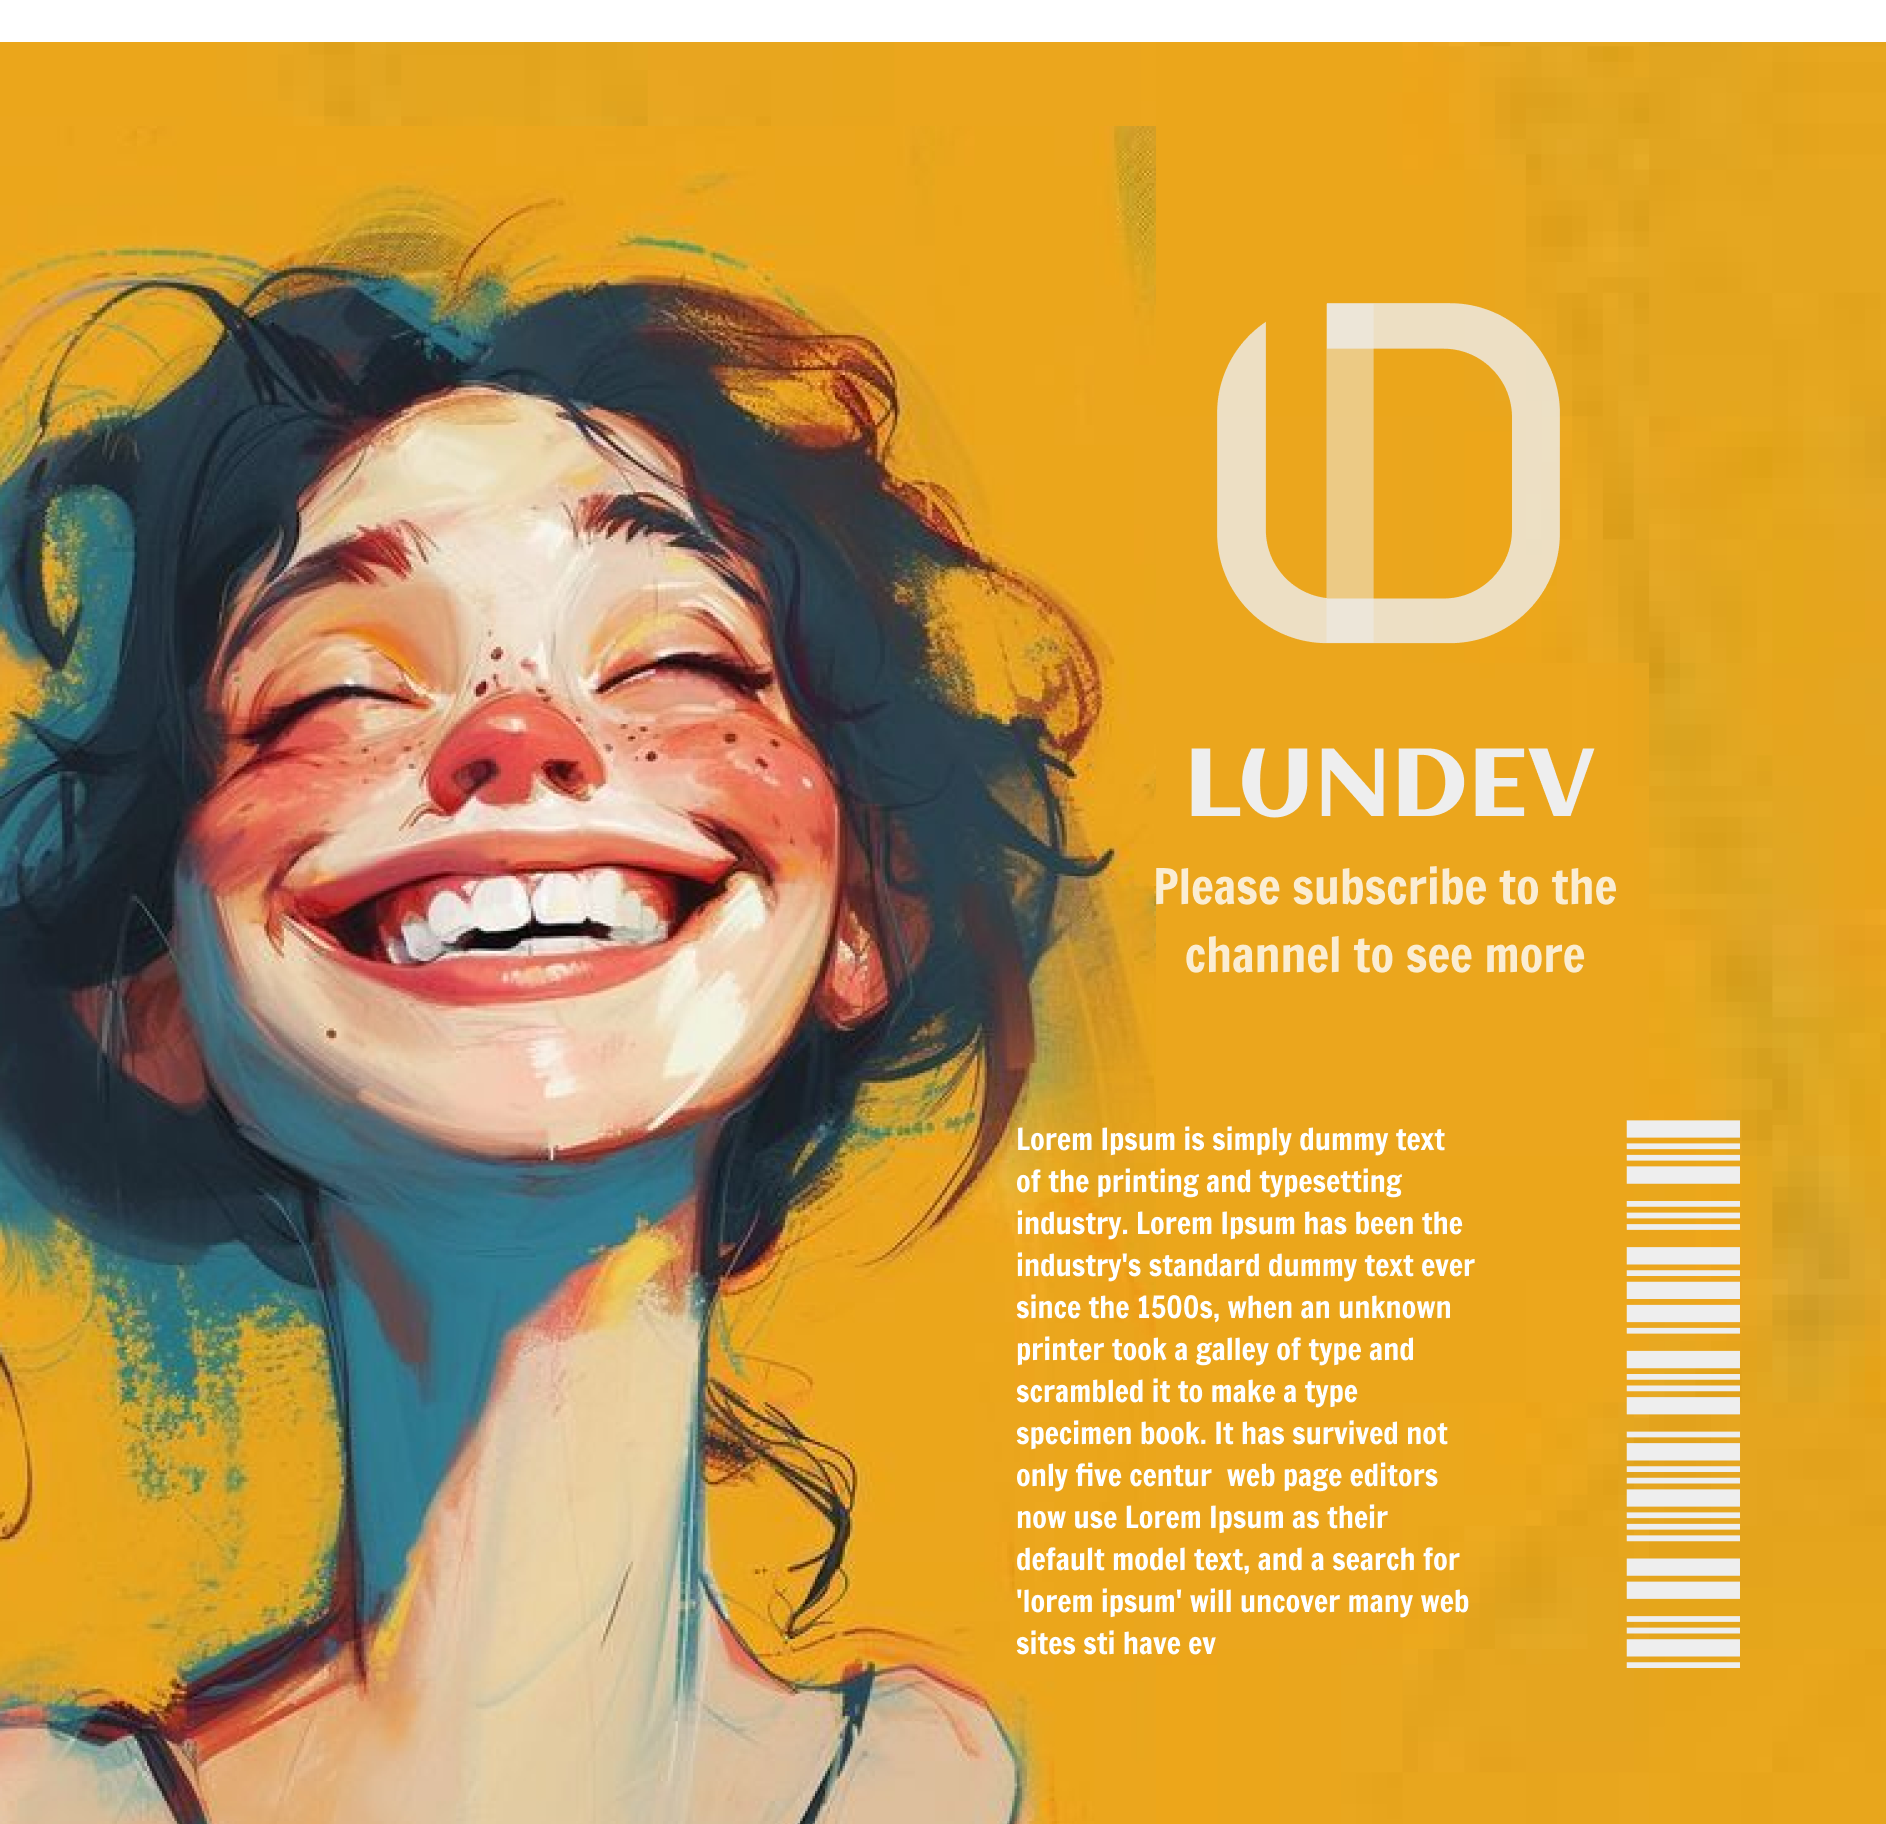 LUNDEV
Please subscribe to the
channel to see more
Lorem Ipsum is simply dummy text
of the printing and typesetting
industry. Lorem Ipsum has been the
industry's standard dummy text ever
since the 1500s, when an unknown
printer took a galley of type and
scrambled it to make a type
specimen book. It has survived not
only five centur  web page editors
now use Lorem Ipsum as their
default model text, and a search for
'lorem ipsum' will uncover many web
sites sti have ev